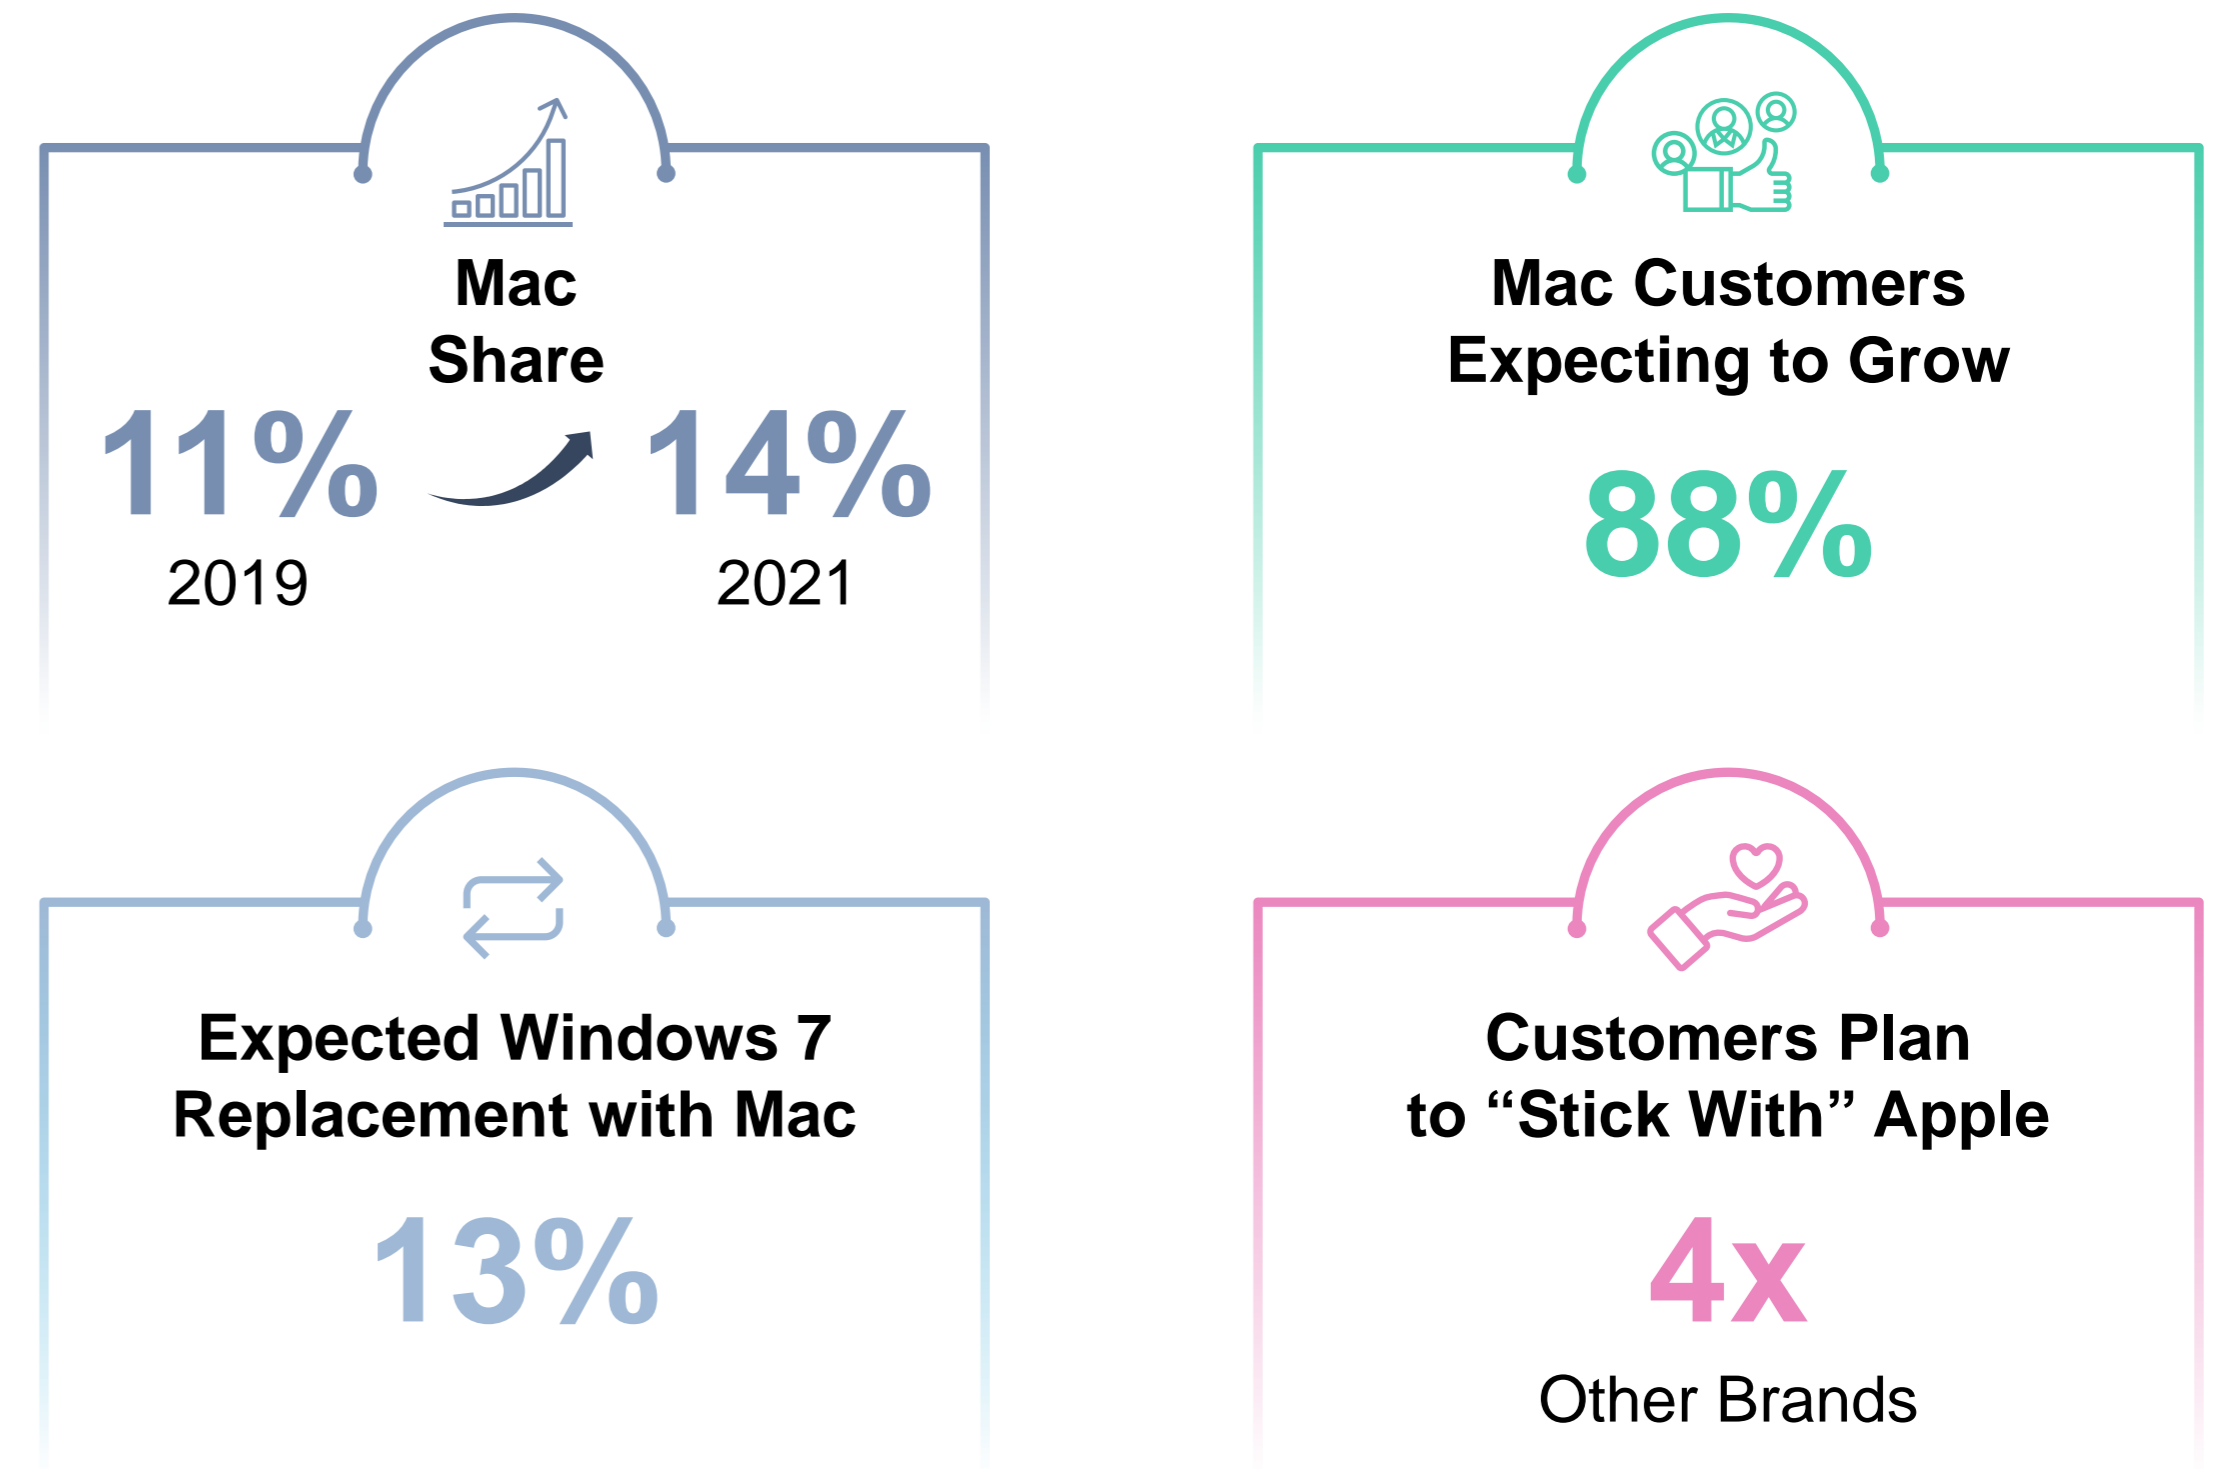 Mac
Share
11% 14%
2019 2021
Mac Customers
Expecting to Grow
88%
Expected Windows 7
Replacement with Mac
13%
Customers Plan
to “Stick With” Apple
4x
Other Brands